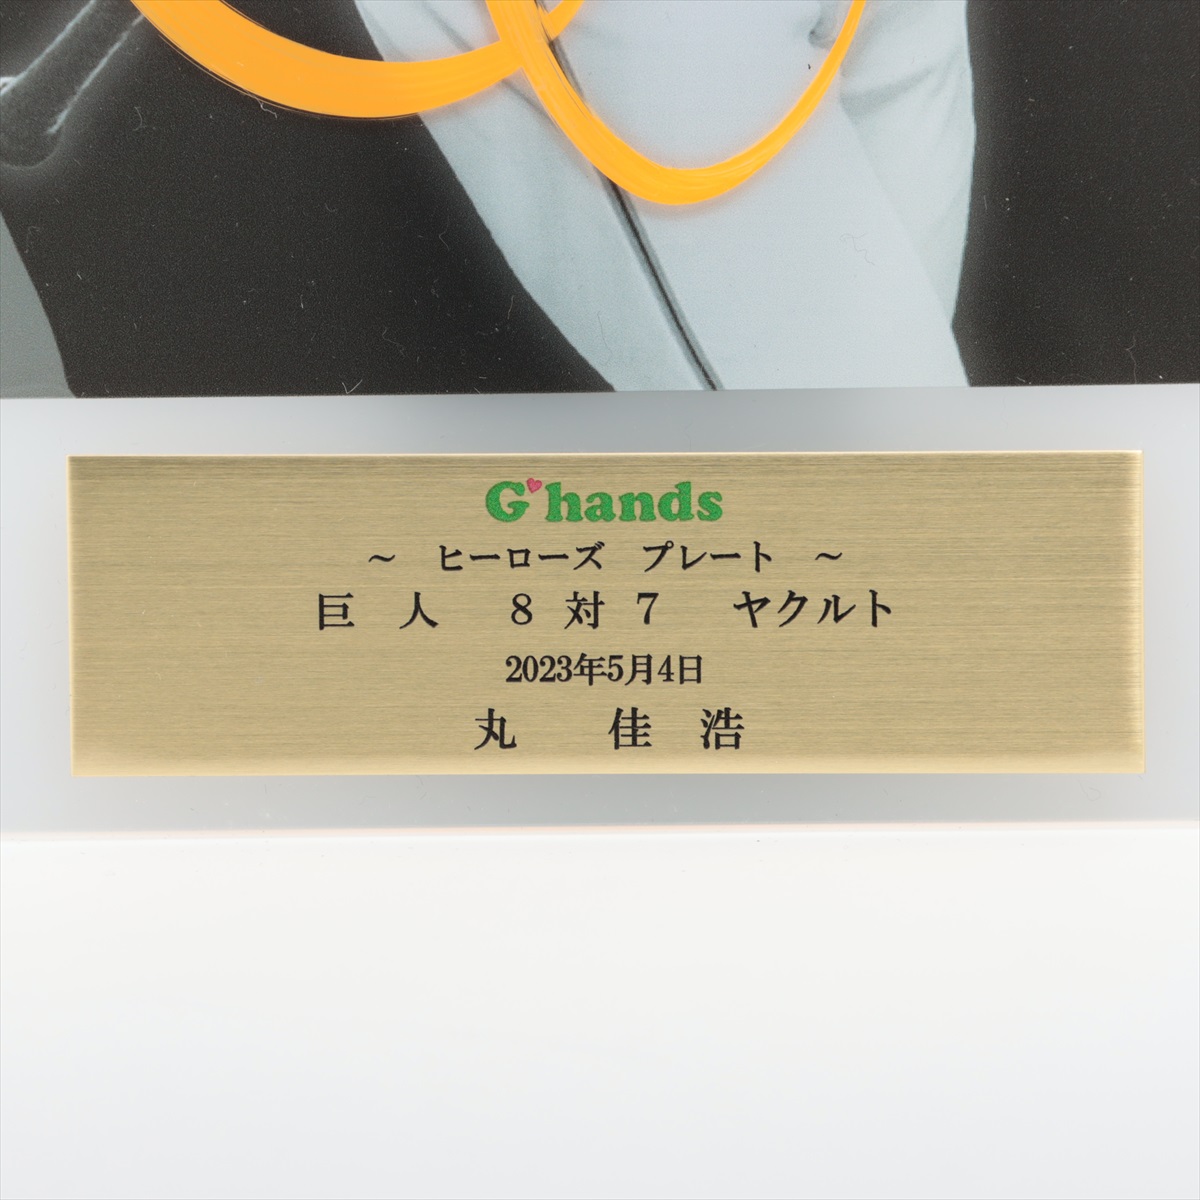 G♥hands
～ ヒーローズ プレート ～
巨 人 8 対 7 ヤクルト
2023年5月4日
丸 佳 浩